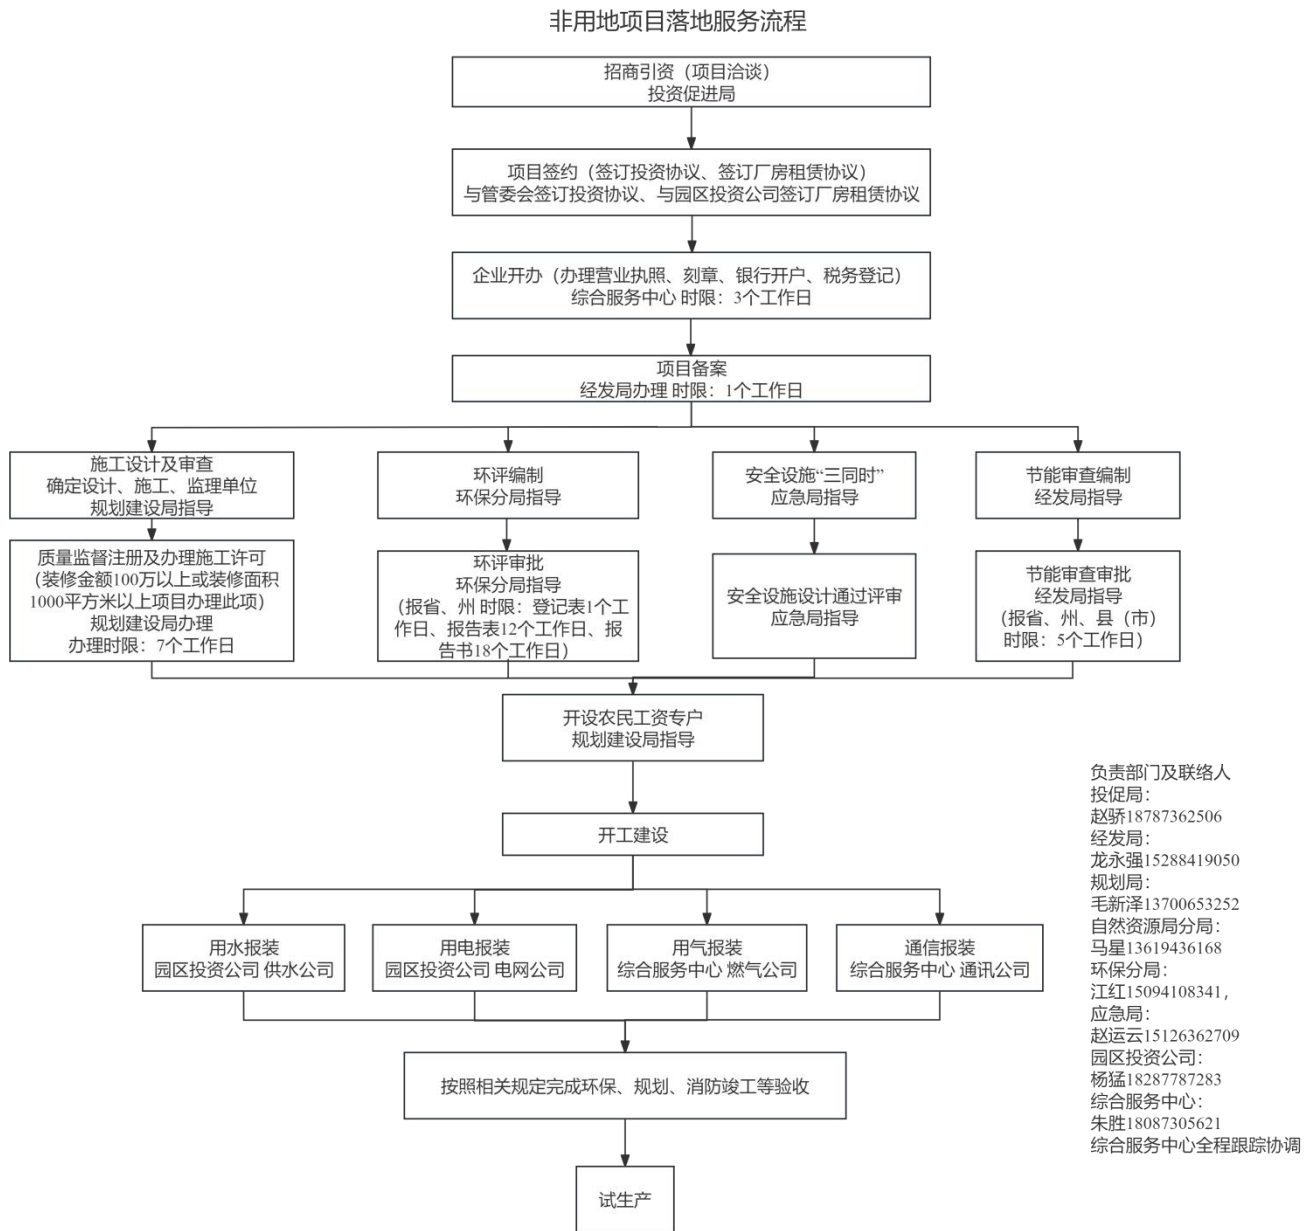 非用地项目落地服务流程
招商引资（项目洽谈）
投资促进局
项目签约（签订投资协议、签订厂房租赁协议）
与管委会签订投资协议、与园区投资公司签订厂房租赁协议
企业开办（办理营业执照、刻章、银行开户、税务登记）
综合服务中心 时限：3个工作日
项目备案
经发局办理 时限：1个工作日
施工设计及审查
确定设计、施工、监理单位
规划建设局指导
环评编制
环保分局指导
安全设施“三同时”
应急局指导
节能审查编制
经发局指导
质量监督注册及办理施工许可
（装修金额100万以上或装修面积
1000平方米以上项目办理此项）
规划建设局办理
办理时限：7个工作日
环评审批
环保分局指导
（报省、州 时限：登记表1个工
作日、报告表12个工作日、报
告书18个工作日）
安全设施设计通过评审
应急局指导
节能审查审批
经发局指导
（报省、州、县（市）
时限：5个工作日）
开设农民工资专户
规划建设局指导
开工建设
用水报装
园区投资公司 供水公司
用电报装
园区投资公司 电网公司
用气报装
综合服务中心 燃气公司
通信报装
综合服务中心 通讯公司
按照相关规定完成环保、规划、消防竣工等验收
试生产
负责部门及联络人
投促局：
赵骄18787362506
经发局：
龙永强15288419050
规划局：
毛新泽13700653252
自然资源局分局：
马星13619436168
环保分局：
江红15094108341，
应急局：
赵运云15126362709
园区投资公司：
杨猛18287787283
综合服务中心：
朱胜18087305621
综合服务中心全程跟踪协调